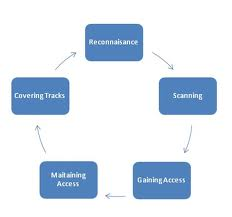 Reconnaisance
Scanning
Gaining Access
Maitaining
Access
Covering Tracks